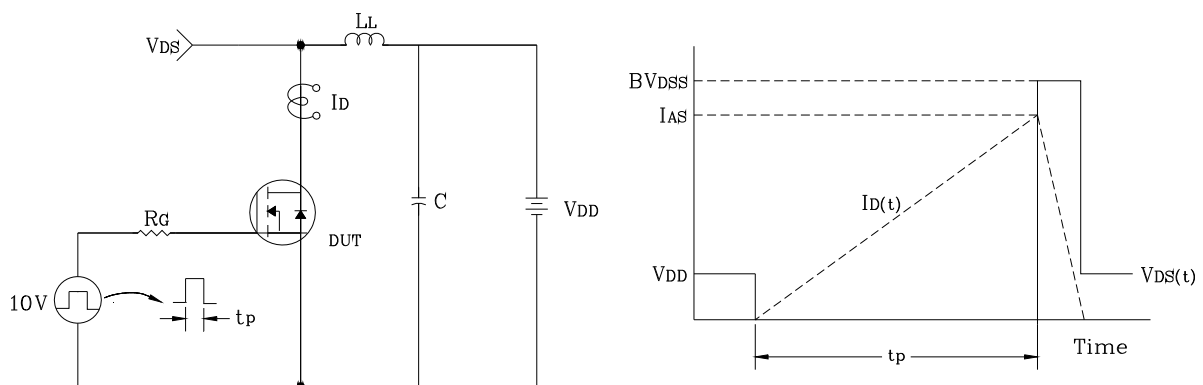 LL
VDS
ID
C
VDD
RG
DUT
10V
tp
BVDSS
IAS
ID(t)
VDD
VDS(t)
Time
tp